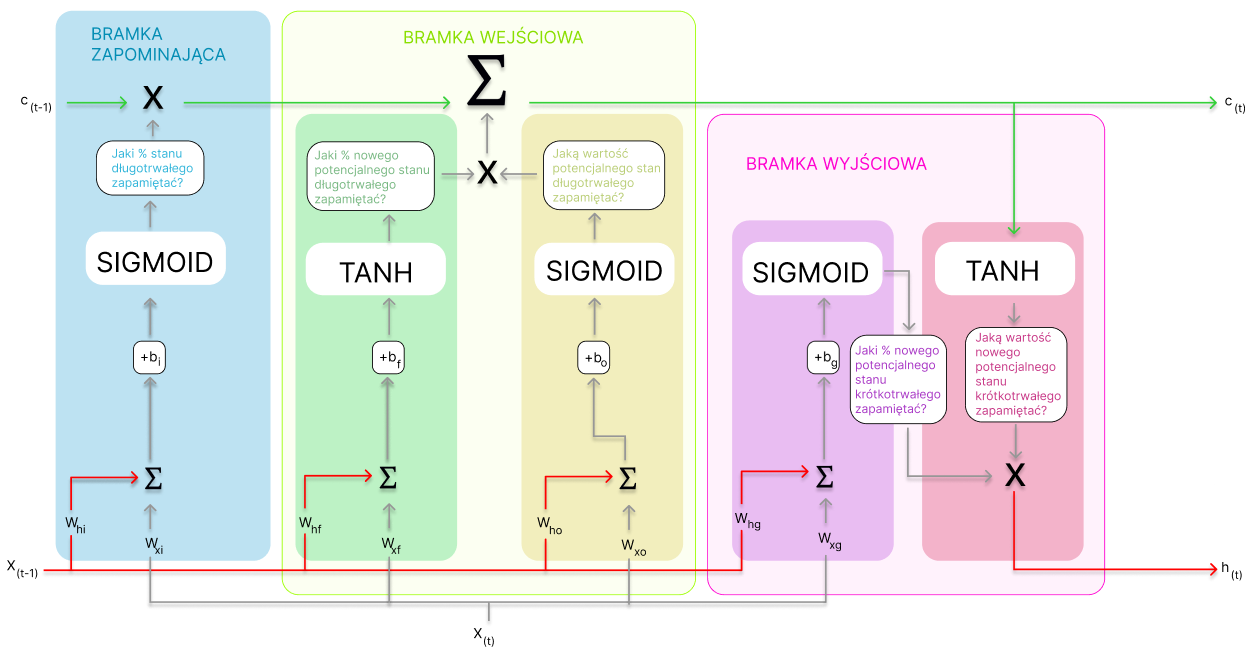 BRAMKA
ZAPOMINAJĄCA
BRAMKA WEJŚCIOWA
BRAMKA WYJŚCIOWA
c(t-1)
X
Σ
c(t)
Jaki % stanu
długotrwałego
zapamiętać?
Jaki % nowego
potencjalnego stanu
długotrwałego
zapamiętać?
X
Jaką wartość
potencjalnego stan
długotrwałego
zapamiętać?
SIGMOID
TANH
SIGMOID
SIGMOID
TANH
+bi
+bf
+bo
+bg
Jaki % nowego
potencjalnego
stanu
krótkotrwałego
zapamiętać?
Jaką wartość
nowego
potencjalnego
stanu
krótkotrwałego
zapamiętać?
Σ
Σ
Σ
Σ
X
Whi
Whf
Who
Whg
Wxi
Wxf
Wxo
Wxg
X(t-1)
h(t)
X(t)